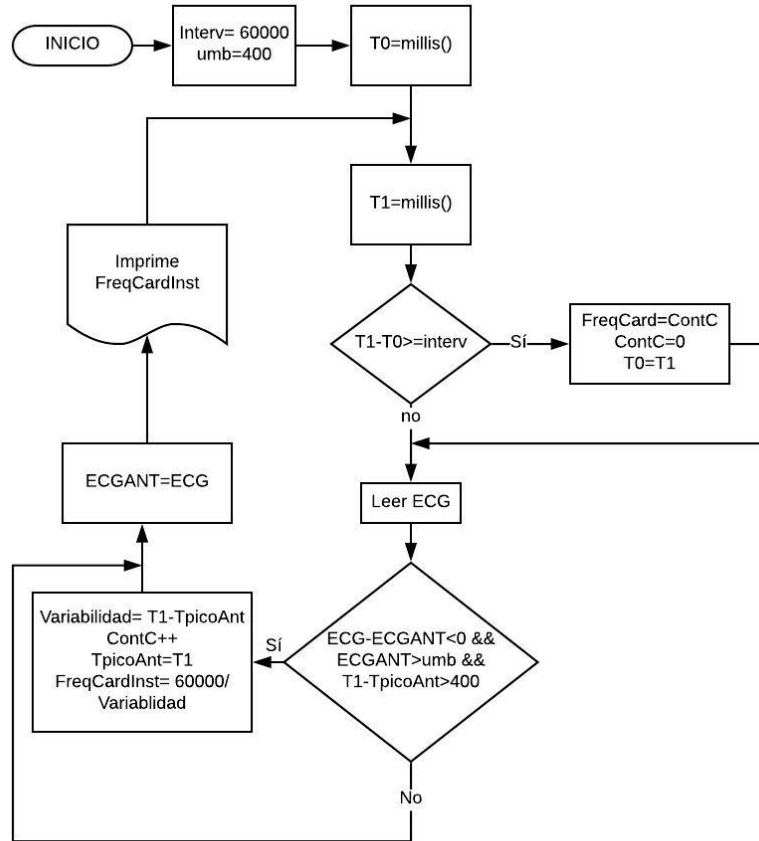 INICIO
Interv= 60000
umb=400
T0=millis()
T1=millis()
Imprime
FreqCardInst
T1-T0>=interv
Sí
FreqCard=ContC
ContC=0
T0=T1
no
ECGANT=ECG
Leer ECG
Variabilidad= T1-TpicoAnt
ContC++
TpicoAnt=T1
FreqCardInst= 60000/
Variablidad
Sí
ECG-ECGANT<0 &&
ECGANT>umb &&
T1-TpicoAnt>400
No